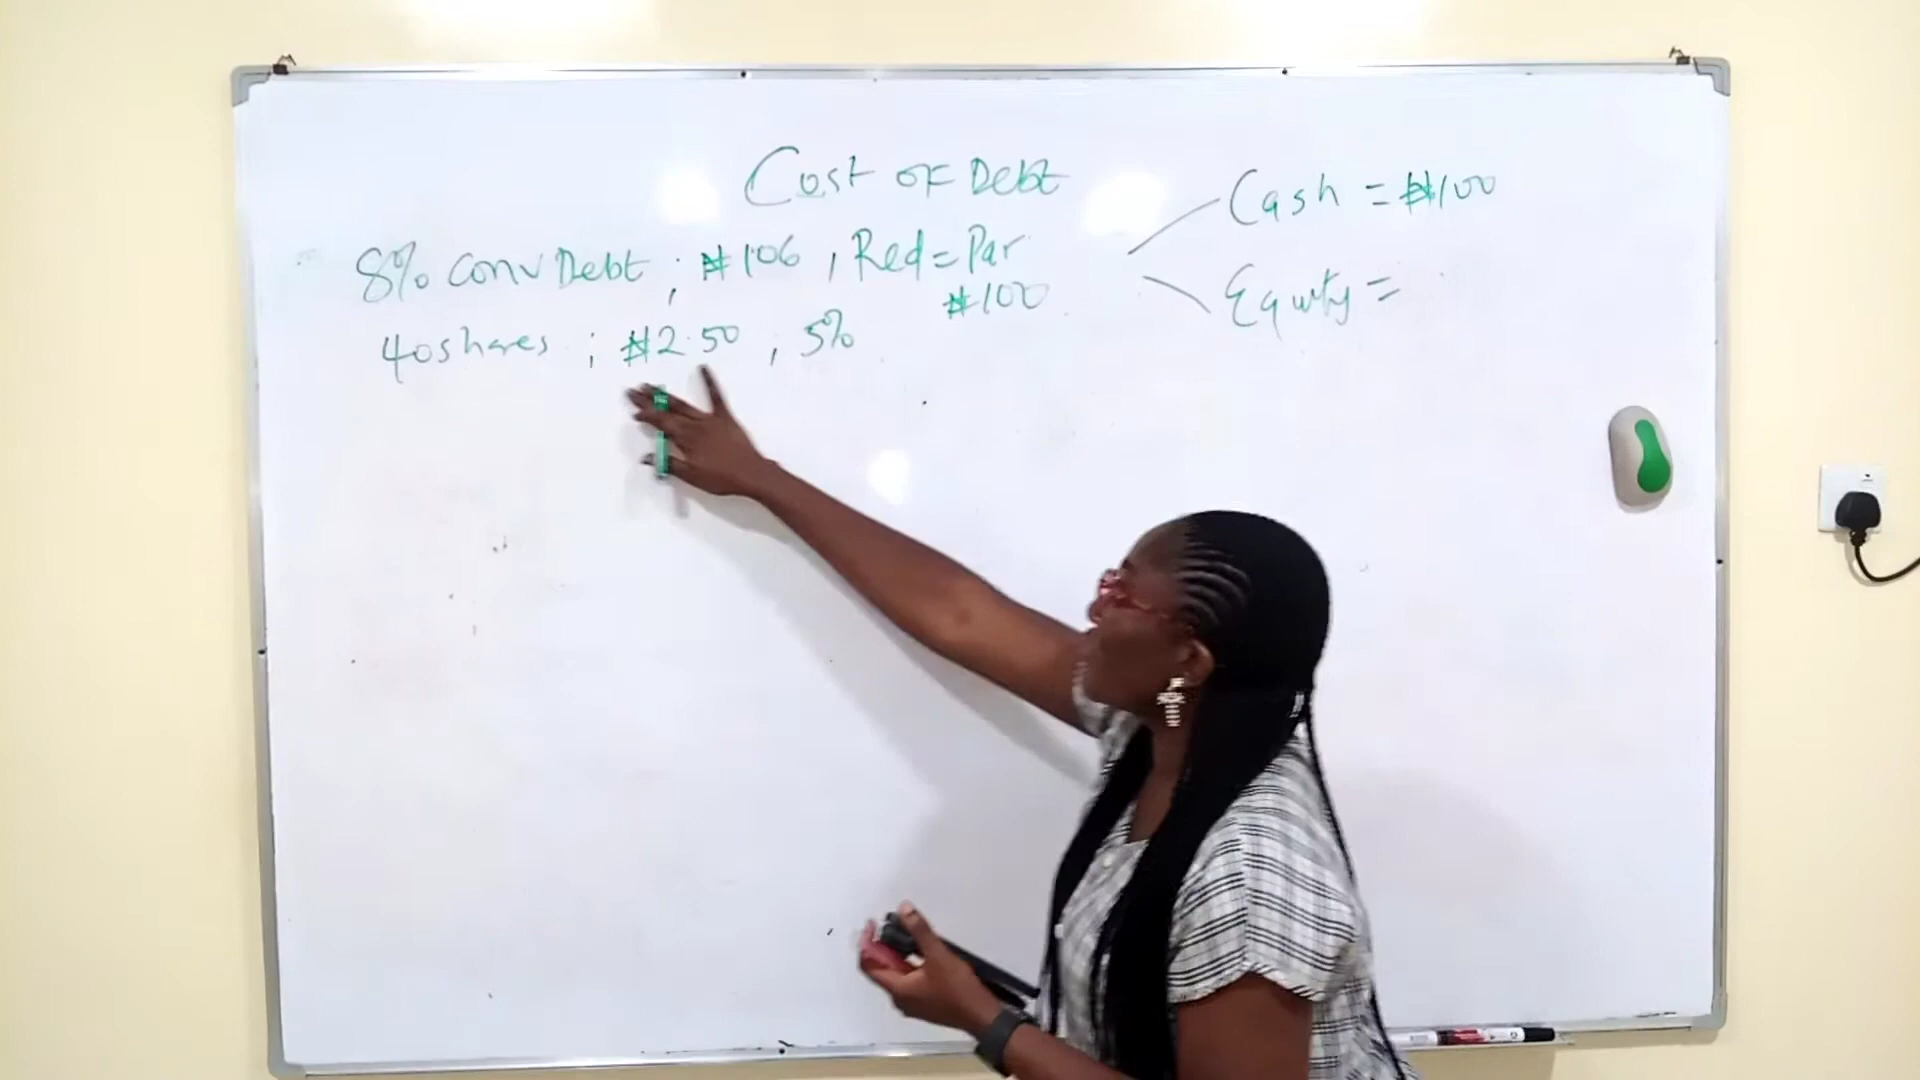 Cost of Debt
8% Conv Debt ; ₦106 , Red = Par
₦100
40 shares ; ₦2.50 , 5%
Cash = ₦100
Equity =